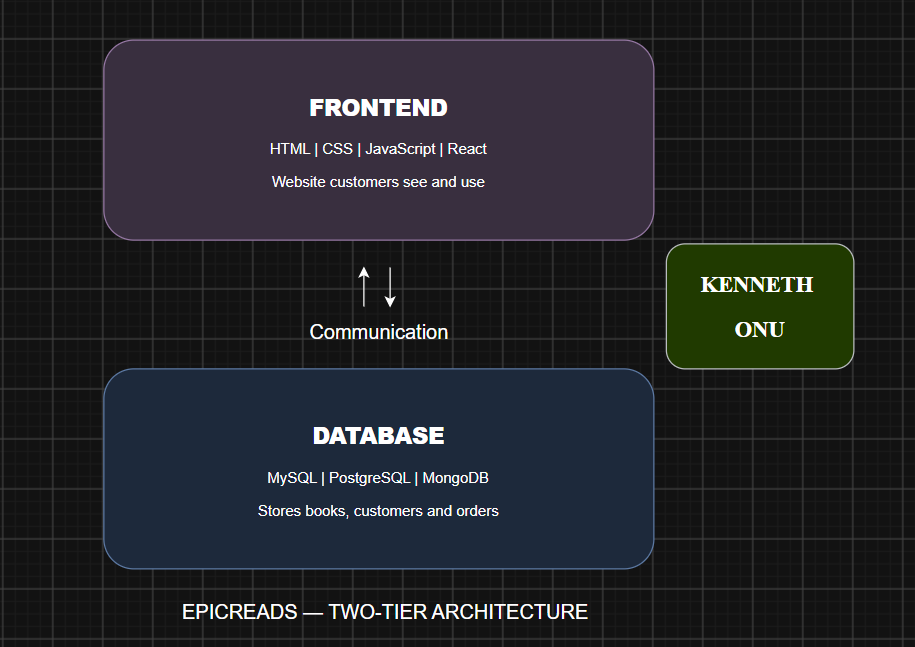 FRONTEND
HTML | CSS | JavaScript | React
Website customers see and use
KENNETH
ONU
Communication
DATABASE
MySQL | PostgreSQL | MongoDB
Stores books, customers and orders
EPICREADS — TWO-TIER ARCHITECTURE